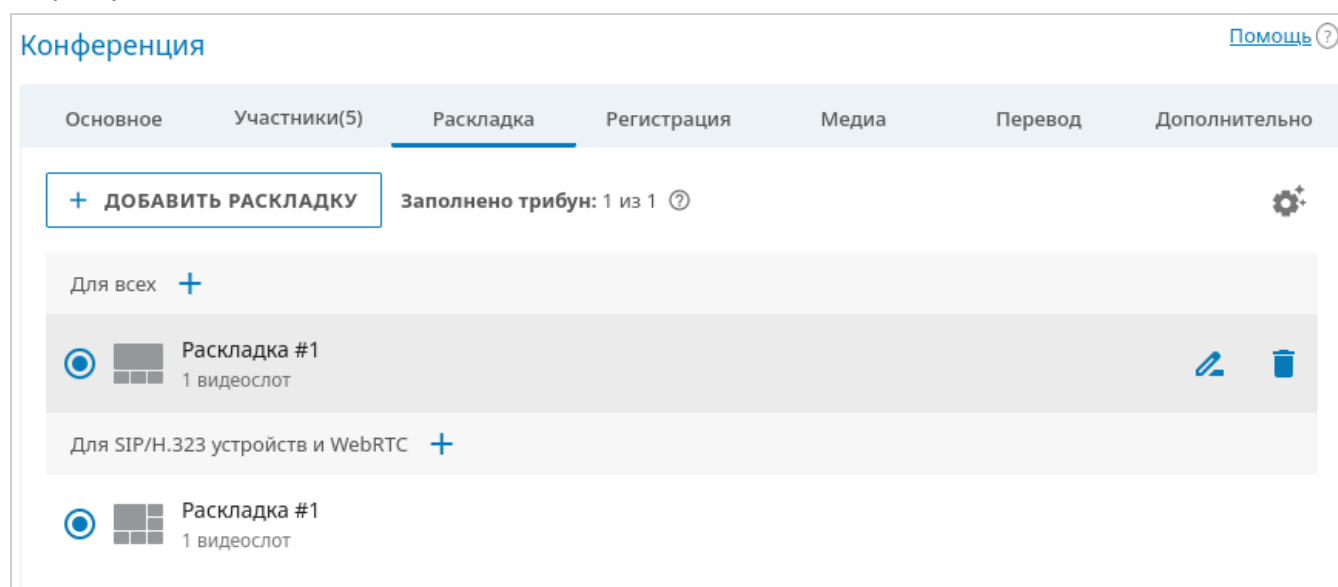 Конференция
Помощь ?
Основное Участники(5) Раскладка Регистрация Медиа Перевод Дополнительно
+ ДОБАВИТЬ РАСКЛАДКУ Заполнено трибун: 1 из 1 ?
Для всех +
Раскладка #1
1 видеослот
Для SIP/H.323 устройств и WebRTC +
Раскладка #1
1 видеослот